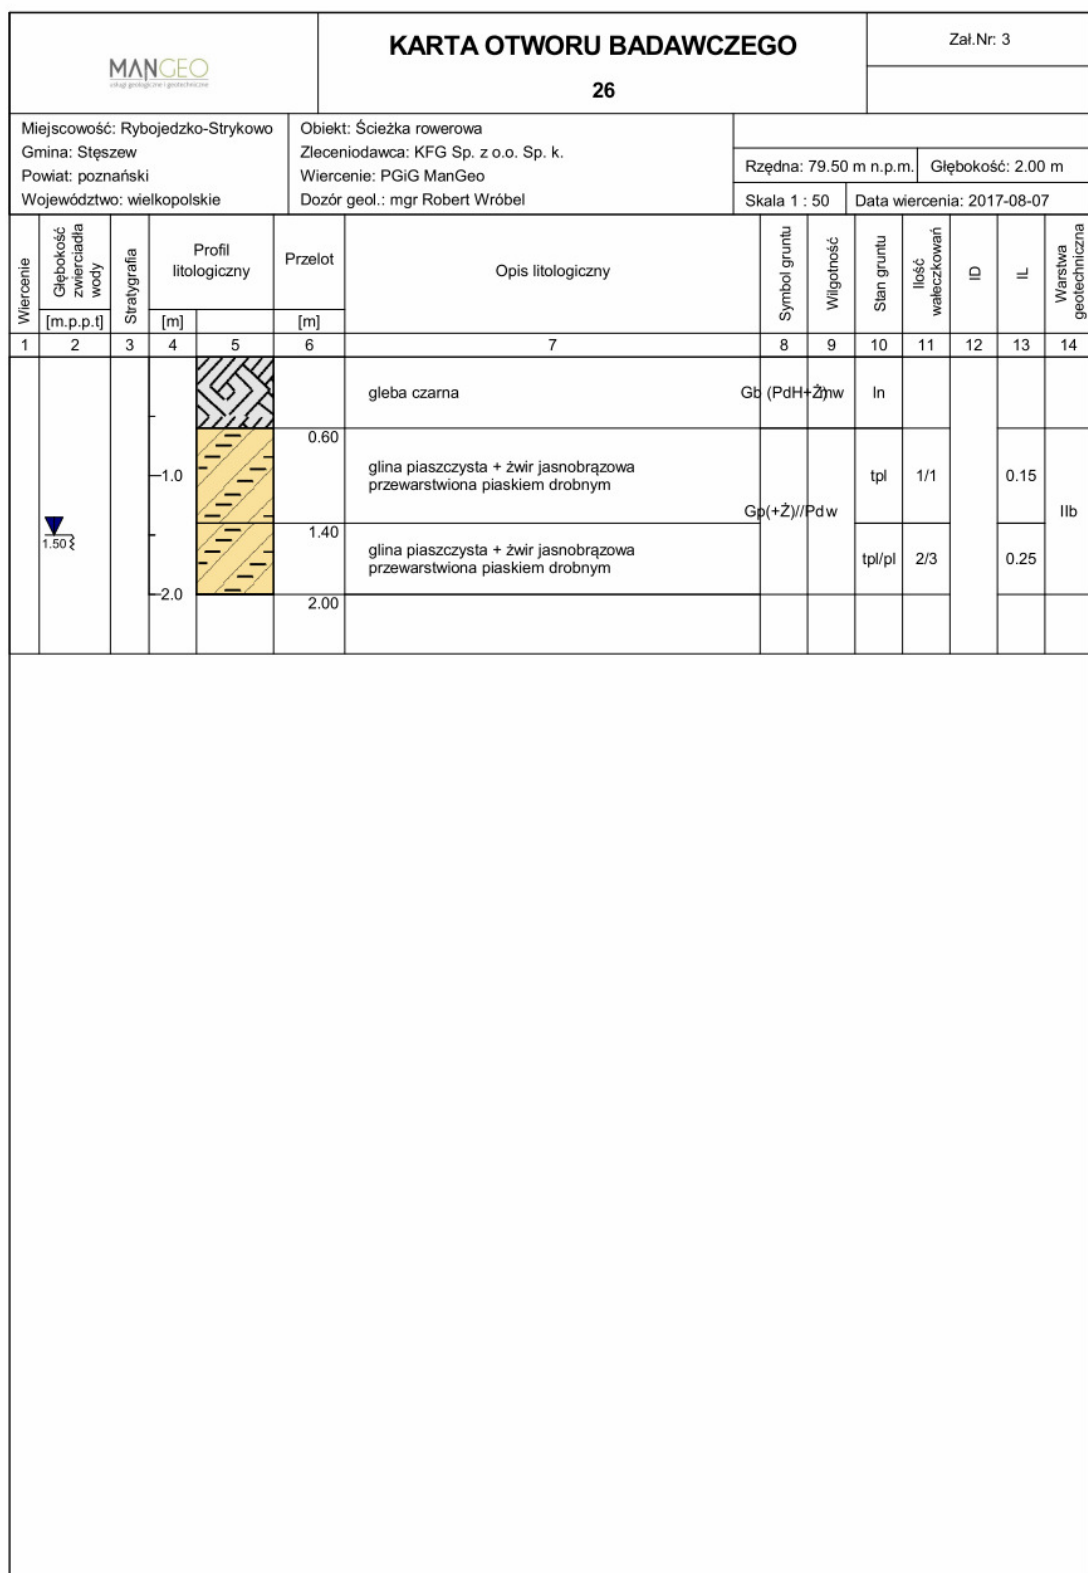 MANGEO
usługi geologiczne i geotechniczne
KARTA OTWORU BADAWCZEGO
26
Zał.Nr: 3
Miejscowość: Rybojedzko-Strykowo
Gmina: Stęszew
Powiat: poznański
Województwo: wielkopolskie
Obiekt: Ścieżka rowerowa
Zleceniodawca: KFG Sp. z o.o. Sp. k.
Wiercenie: PGiG ManGeo
Dozór geol.: mgr Robert Wróbel
Rzędna: 79.50 m n.p.m.
Głębokość: 2.00 m
Skala 1 : 50
Data wiercenia: 2017-08-07
Wiercenie
Głębokość
zwierciadła
wody
[m.p.p.t]
Stratygrafia
Profil
litologiczny
[m]
Przelot
[m]
Opis litologiczny
Symbol gruntu
Wilgotność
Stan gruntu
Ilość
wałeczkowań
ID
IL
Warstwa
geotechniczna
1 2 3 4 5 6 7 8 9 10 11 12 13 14
gleba czarna
Gb (PdH+Ż)
mw
ln
0.60
1.0
glina piaszczysta + żwir jasnobrązowa
przewarstwiona piaskiem drobnym
tpl
1/1
0.15
Gp(+Ż)//Pd
w
IIb
1.50
1.40
glina piaszczysta + żwir jasnobrązowa
przewarstwiona piaskiem drobnym
tpl/pl
2/3
0.25
2.0
2.00